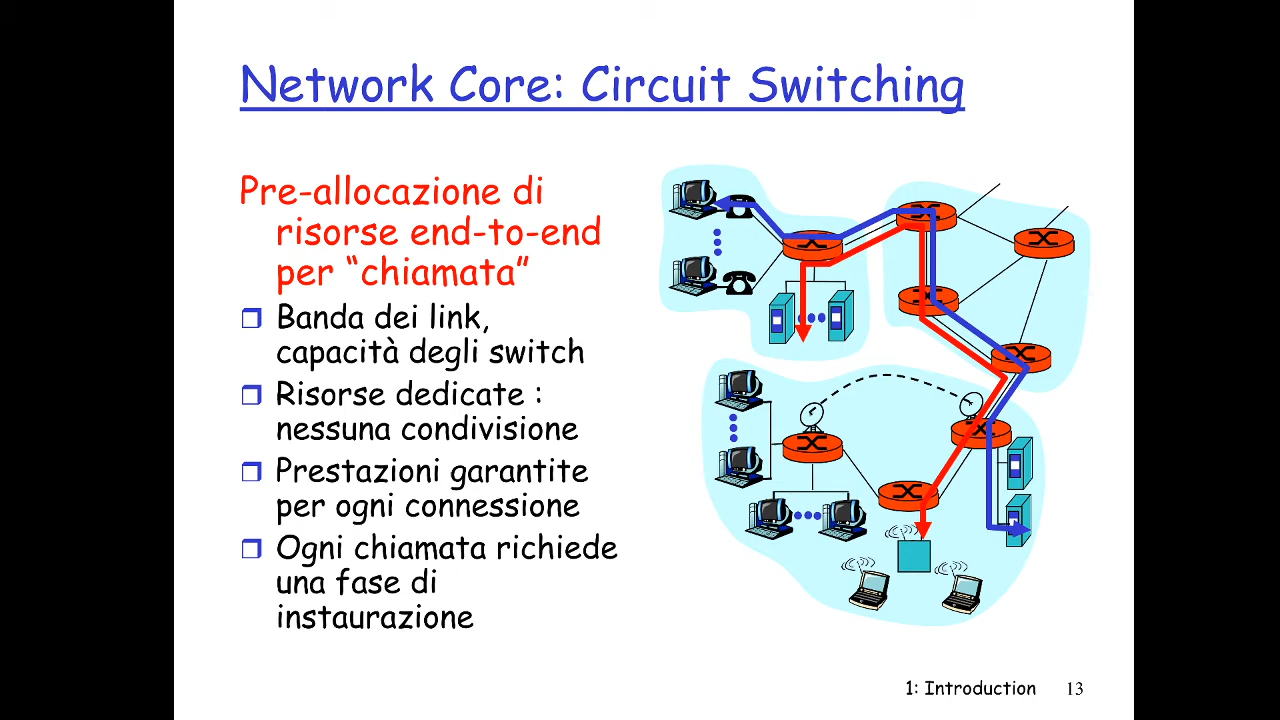 Network Core: Circuit Switching
Pre-allocazione di
risorse end-to-end
per “chiamata”
Banda dei link,
capacità degli switch
Risorse dedicate :
nessuna condivisione
Prestazioni garantite
per ogni connessione
Ogni chiamata richiede
una fase di
instaurazione
1: Introduction 13